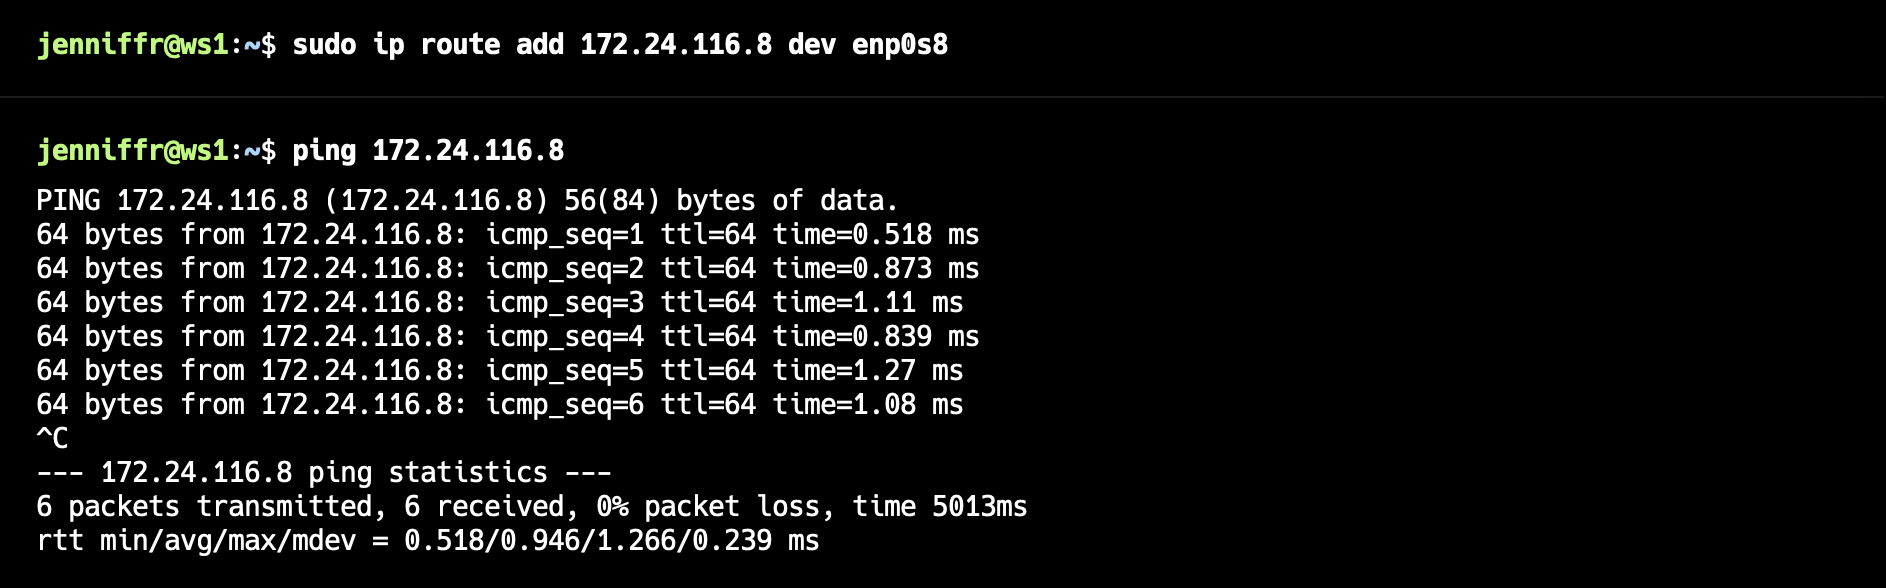 jenniffr@ws1:~$ sudo ip route add 172.24.116.8 dev enp0s8
jenniffr@ws1:~$ ping 172.24.116.8
PING 172.24.116.8 (172.24.116.8) 56(84) bytes of data.
64 bytes from 172.24.116.8: icmp_seq=1 ttl=64 time=0.518 ms
64 bytes from 172.24.116.8: icmp_seq=2 ttl=64 time=0.873 ms
64 bytes from 172.24.116.8: icmp_seq=3 ttl=64 time=1.11 ms
64 bytes from 172.24.116.8: icmp_seq=4 ttl=64 time=0.839 ms
64 bytes from 172.24.116.8: icmp_seq=5 ttl=64 time=1.27 ms
64 bytes from 172.24.116.8: icmp_seq=6 ttl=64 time=1.08 ms
^C
--- 172.24.116.8 ping statistics ---
6 packets transmitted, 6 received, 0% packet loss, time 5013ms
rtt min/avg/max/mdev = 0.518/0.946/1.266/0.239 ms